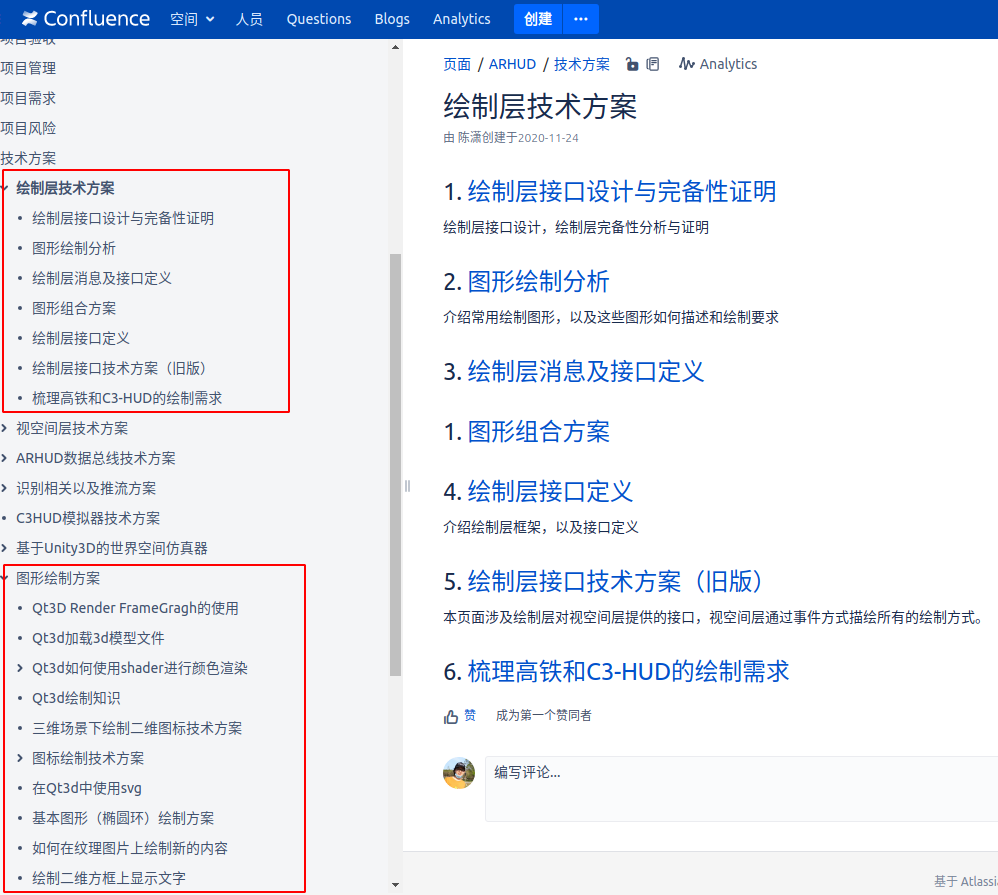 Confluence 空间 人员 Questions Blogs Analytics 创建 ...
项目验收
项目管理
项目需求
项目风险
技术方案
绘制层技术方案
• 绘制层接口设计与完备性证明
• 图形绘制分析
• 绘制层消息及接口定义
• 图形组合方案
• 绘制层接口定义
• 绘制层接口技术方案（旧版）
• 梳理高铁和C3-HUD的绘制需求
视空间层技术方案
ARHUD数据总线技术方案
识别相关以及推流方案
• C3HUD模拟器技术方案
基于Unity3D的世界空间仿真器
图形绘制方案
• Qt3D Render FrameGragh的使用
• Qt3d加载3d模型文件
Qt3d如何使用shader进行颜色渲染
• Qt3d绘制知识
• 三维场景下绘制二维图标技术方案
图标绘制技术方案
• 在Qt3d中使用svg
• 基本图形（椭圆环）绘制方案
• 如何在纹理图片上绘制新的内容
• 绘制二维方框上显示文字
页面 / ARHUD / 技术方案 Analytics
绘制层技术方案
由 陈潇创建于2020-11-24
1. 绘制层接口设计与完备性证明
绘制层接口设计，绘制层完备性分析与证明
2. 图形绘制分析
介绍常用绘制图形，以及这些图形如何描述和绘制要求
3. 绘制层消息及接口定义
1. 图形组合方案
4. 绘制层接口定义
介绍绘制层框架，以及接口定义
5. 绘制层接口技术方案（旧版）
本页面涉及绘制层对视空间层提供的接口，视空间层通过事件方式描绘所有的绘制方式。
6. 梳理高铁和C3-HUD的绘制需求
赞 成为第一个赞同者
编写评论...
基于 Atlassi